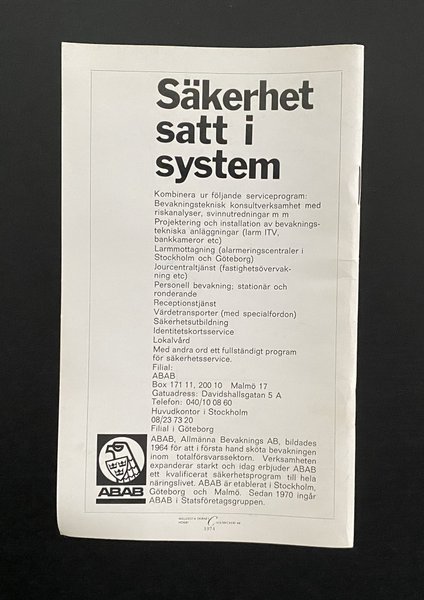 Säkerhet
satt i
system
Kombinera ur följande serviceprogram:
Bevakningsteknisk konsultverksamhet med
riskanalyser, svinnutredningar m m
Projektering och installation av bevaknings-
tekniska anläggningar (larm ITV,
bankkameror etc)
Larmmottagning (alarmeringscentraler i
Stockholm och Göteborg)
Jourcentraltjänst (fastighetsövervak-
ning etc)
Personell bevakning; stationär och
ronderande
Receptionstjänst
Värdetransporter (med specialfordon)
Säkerhetsutbildning
Identitetskortsservice
Lokalvård
Med andra ord ett fullständigt program
för säkerhetsservice.
Filial:
ABAB
Box 171 11, 200 10 Malmö 17
Gatuadress: Davidshallsgatan 5 A
Telefon: 040/10 08 60
Huvudkontor i Stockholm
08/23 73 20
Filial i Göteborg
ABAB, Allmänna Bevaknings AB, bildades
1964 för att i första hand sköta bevakningen
inom totalförsvarssektorn. Verksamheten
expanderar starkt och idag erbjuder ABAB
ett kvalificerat säkerhetsprogram till hela
näringslivet. ABAB är etablerat i Stockholm,
Göteborg och Malmö. Sedan 1970 ingår
ABAB i Statsföretagsgruppen.
ABAB
1974